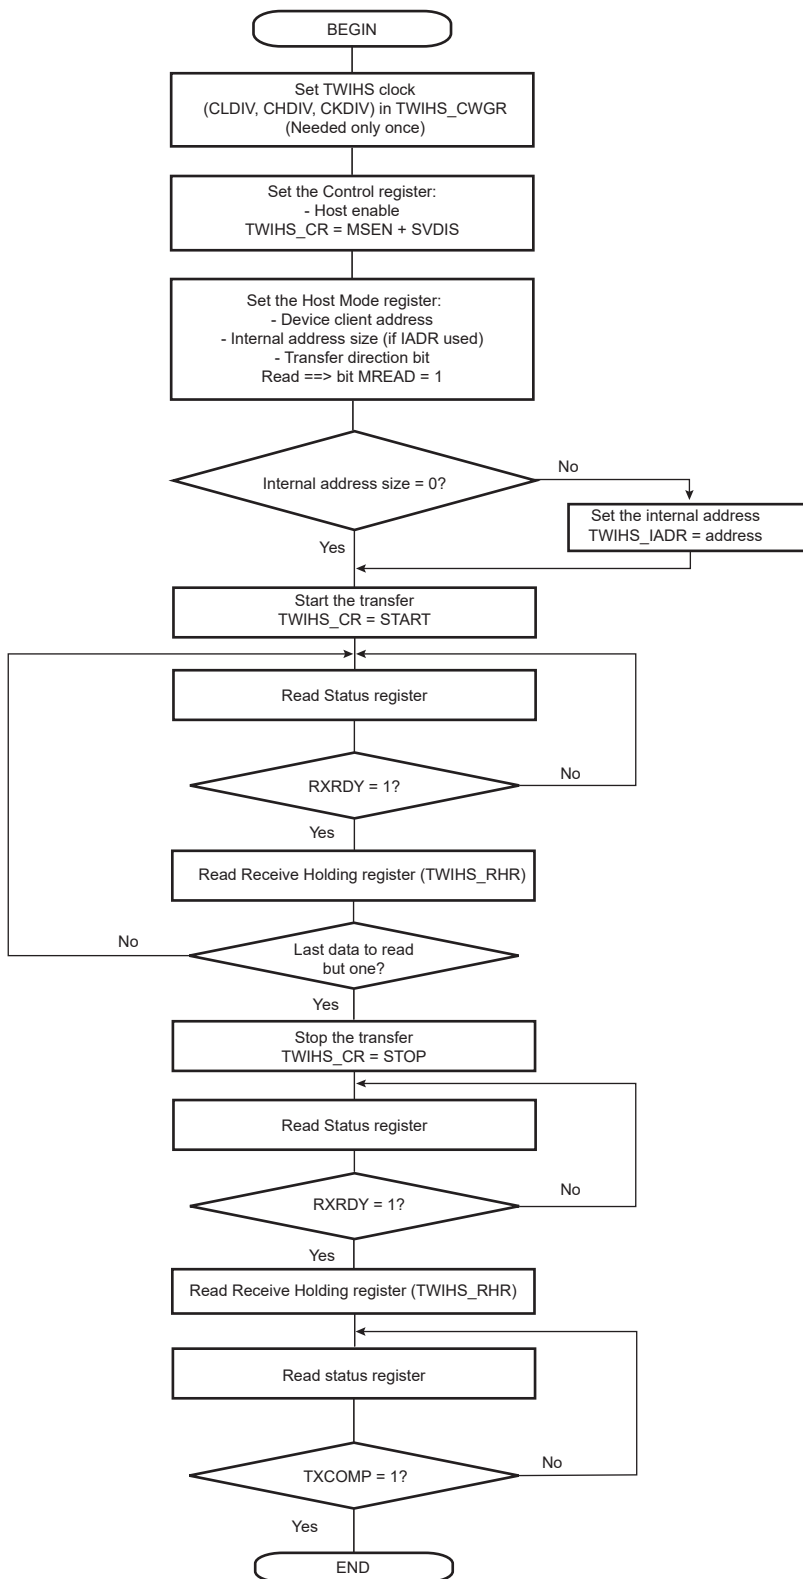 BEGIN
Set TWIHS clock
(CLDIV, CHDIV, CKDIV) in TWIHS_CWGR
(Needed only once)
Set the Control register:
- Host enable
TWIHS_CR = MSEN + SVDIS
Set the Host Mode register:
- Device client address
- Internal address size (if IADR used)
- Transfer direction bit
Read ==> bit MREAD = 1
Internal address size = 0?
No
Set the internal address
TWIHS_IADR = address
Yes
Start the transfer
TWIHS_CR = START
Read Status register
RXRDY = 1?
No
Yes
Read Receive Holding register (TWIHS_RHR)
No
Last data to read
but one?
Yes
Stop the transfer
TWIHS_CR = STOP
Read Status register
RXRDY = 1?
No
Yes
Read Receive Holding register (TWIHS_RHR)
Read status register
TXCOMP = 1?
No
Yes
END